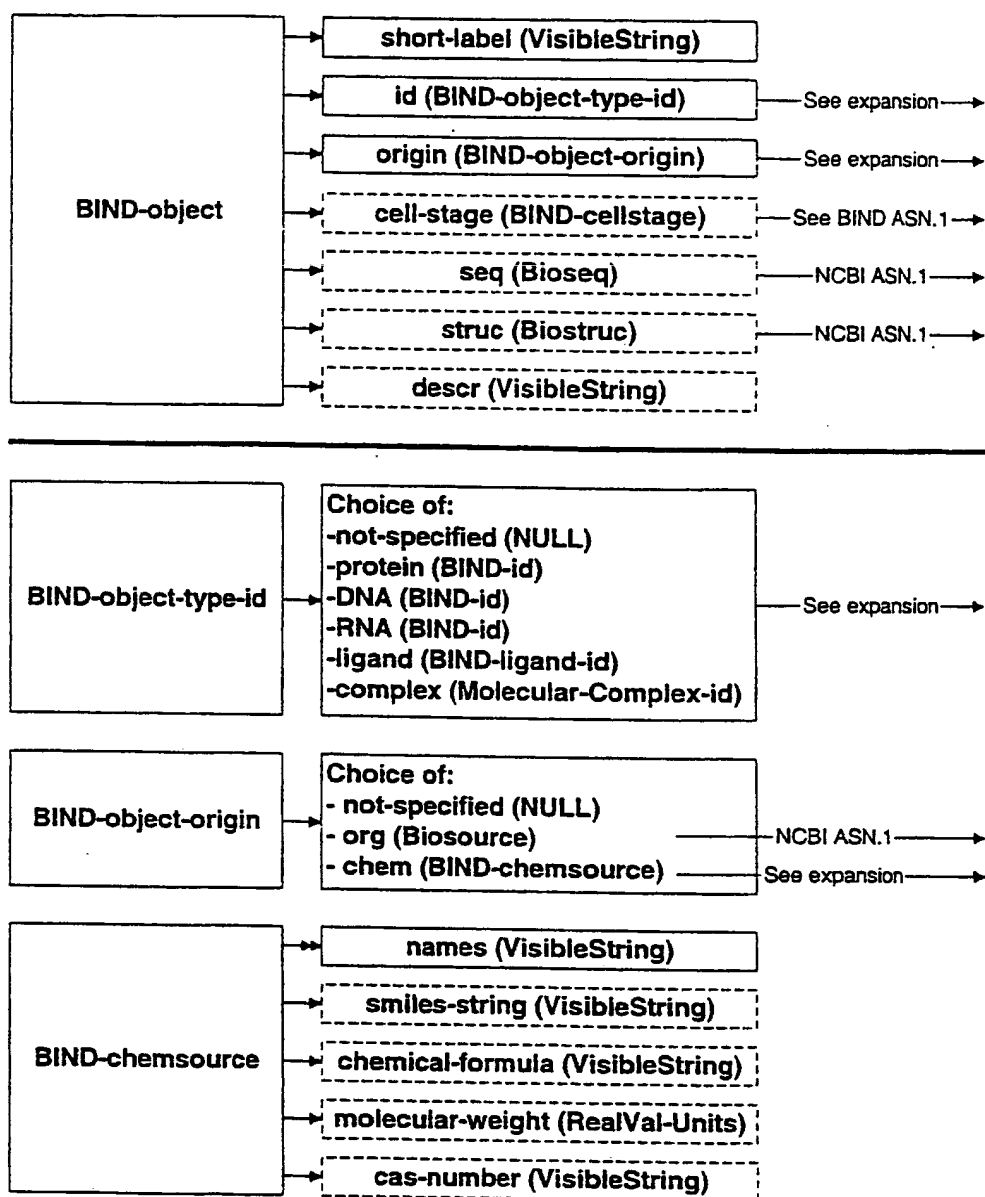 BIND-object
short-label (VisibleString)
id (BIND-object-type-id)
See expansion
origin (BIND-object-origin)
See expansion
cell-stage (BIND-cellstage)
See BIND ASN.1
seq (Bioseq)
NCBI ASN.1
struc (Biostruc)
NCBI ASN.1
descr (VisibleString)
BIND-object-type-id
Choice of:
-not-specified (NULL)
-protein (BIND-id)
-DNA (BIND-id)
-RNA (BIND-id)
-ligand (BIND-ligand-id)
-complex (Molecular-Complex-id)
See expansion
BIND-object-origin
Choice of:
- not-specified (NULL)
- org (Biosource)
NCBI ASN.1
- chem (BIND-chemsource)
See expansion
BIND-chemsource
names (VisibleString)
smiles-string (VisibleString)
chemical-formula (VisibleString)
molecular-weight (RealVal-Units)
cas-number (VisibleString)